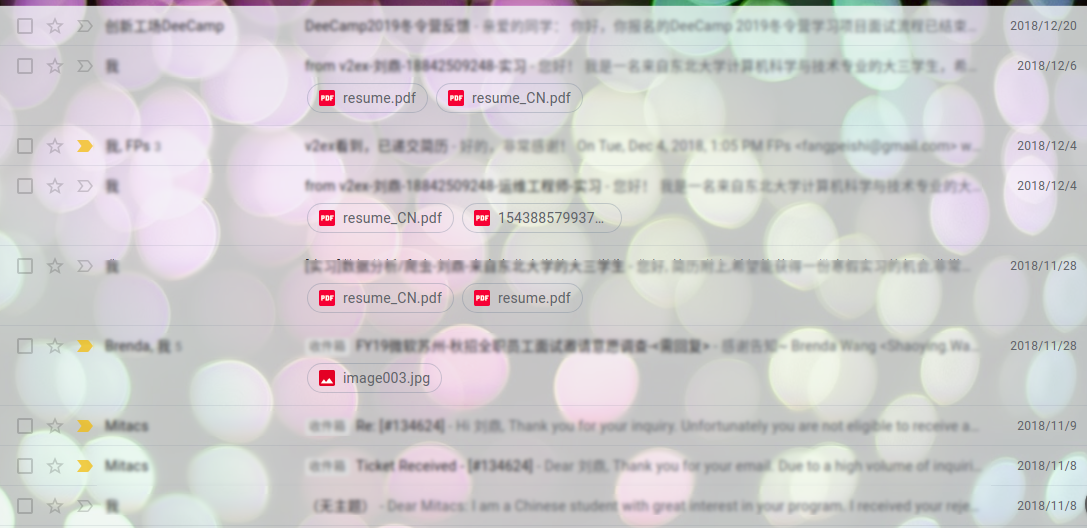 创新工场DeeCamp DeeCamp2019冬令营反馈 - 亲爱的同学： 你好，你报名的DeeCamp 2019冬令营学习项目面试流程已结束… 2018/12/20
我 from v2ex-刘鼎-18842509248-实习 - 您好！ 我是一名来自东北大学计算机科学与技术专业的大三学生，希… 2018/12/6
resume.pdf resume_CN.pdf
我, FPs 3 v2ex看到，已递交简历 - 好的，非常感谢！ On Tue, Dec 4, 2018, 1:05 PM FPs <fangpeishi@gmail.com> w… 2018/12/4
我 from v2ex-刘鼎-18842509248-运维工程师-实习 - 您好！ 我是一名来自东北大学计算机科学与技术专业的大… 2018/12/4
resume_CN.pdf 154388579937…
我 [实习]数据分析/爬虫-刘鼎-来自东北大学的大三学生 - 您好, 简历附上,希望能获得一份寒假实习的机会,非常… 2018/11/28
resume_CN.pdf resume.pdf
Brenda, 我 5 收件箱 FY19微软苏州-秋招全职员工面试邀请意愿调查-<需回复> - 感谢告知~ Brenda Wang <Shaoying.Wa… 2018/11/28
image003.jpg
Mitacs 收件箱 Re: [#134624] - Hi 刘鼎, Thank you for your inquiry. Unfortunately you are not eligible to receive a… 2018/11/9
Mitacs 收件箱 Ticket Received - [#134624] - Dear 刘鼎, Thank you for your email. Due to a high volume of inquiri… 2018/11/8
我 （无主题） - Dear Mitacs: I am a Chinese student with great interest in your program. I received your reje… 2018/11/8